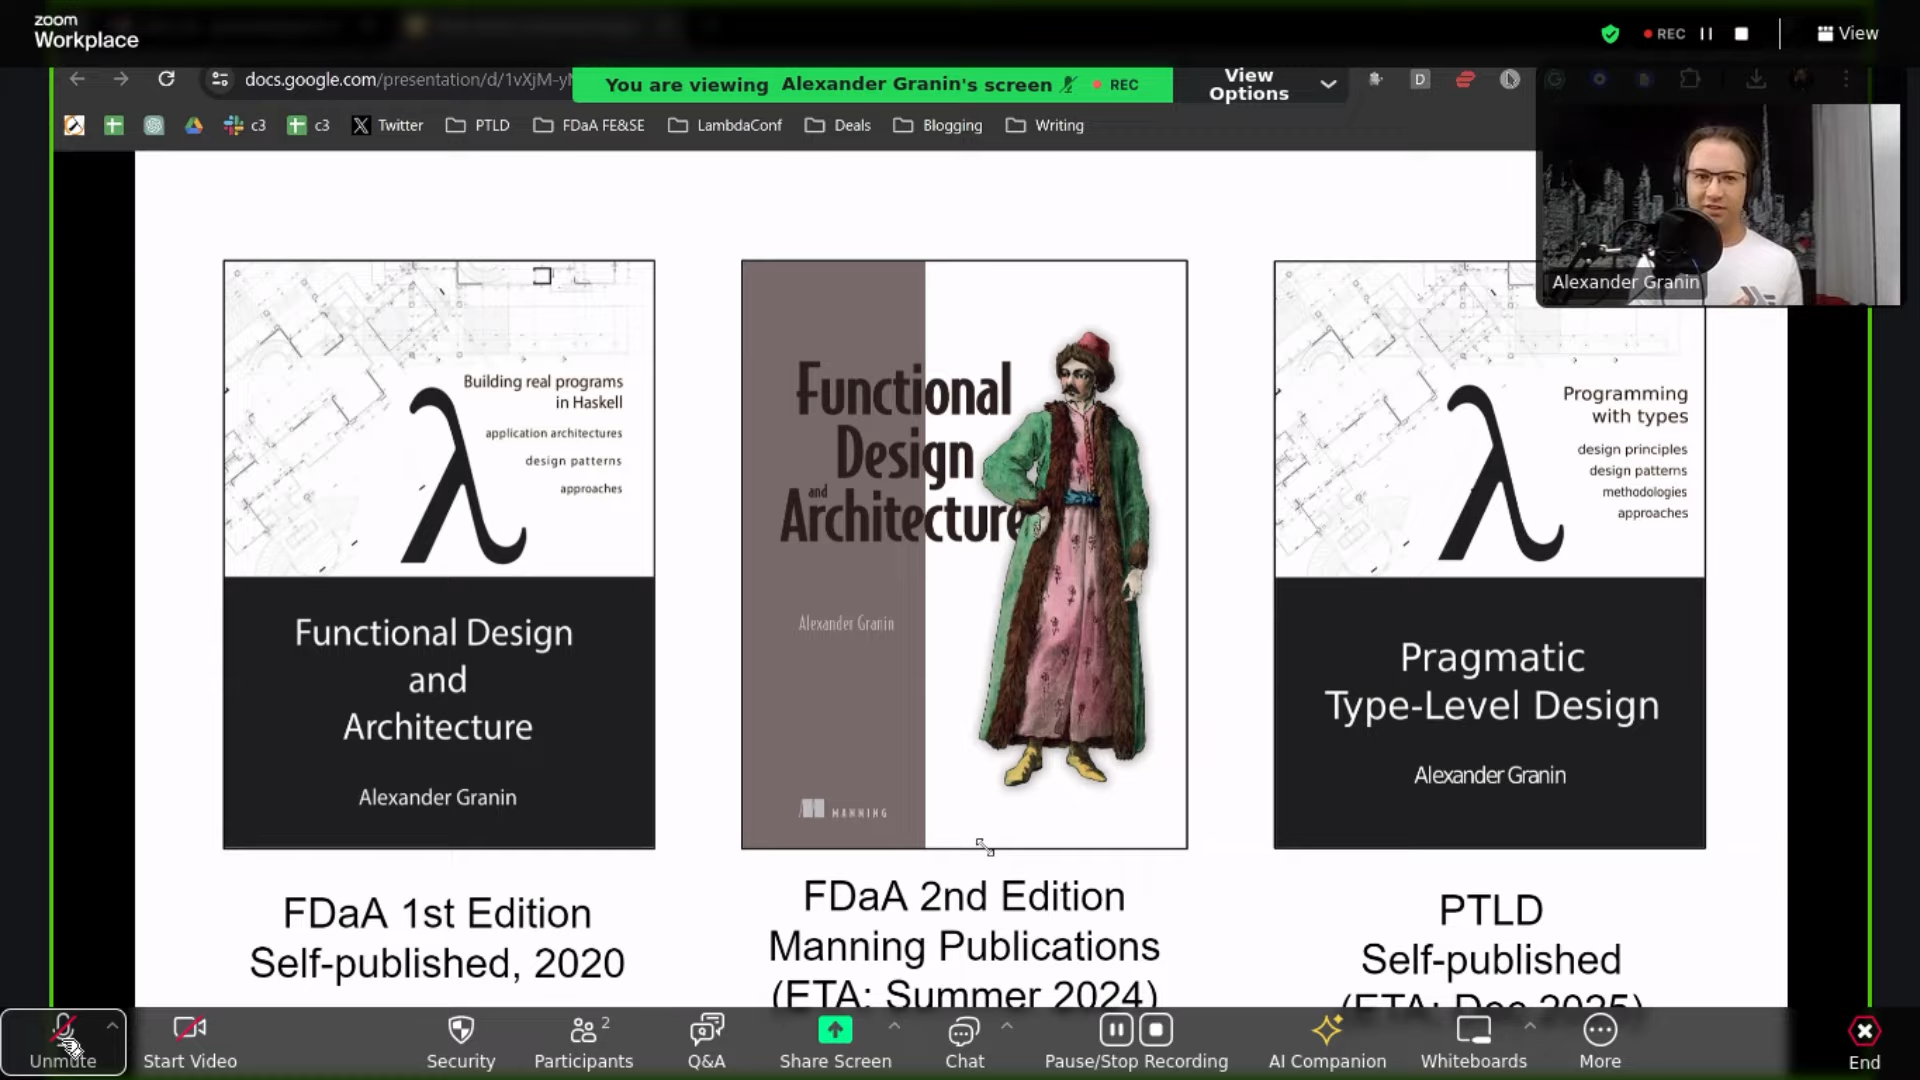 zoom
Workplace
REC
View
docs.google.com/presentation/d/1vXjM-y
You are viewing Alexander Granin's screen
REC
View
Options
D
c3
c3
Twitter
PTLD
FDaA FE&SE
LambdaConf
Deals
Blogging
Writing
Alexander Granin
Building real programs
in Haskell
application architectures
design patterns
approaches
λ
Functional Design
and
Architecture
Alexander Granin
Functional
Design
and
Architecture
Alexander Granin
MANNING
Programming
with types
design principles
design patterns
methodologies
approaches
λ
Pragmatic
Type-Level Design
Alexander Granin
FDaA 1st Edition
Self-published, 2020
FDaA 2nd Edition
Manning Publications
(ETA: Summer 2024)
PTLD
Self-published
(ETA: Dec 2025)
Unmute
Start Video
Security
2
Participants
Q&A
Share Screen
Chat
Pause/Stop Recording
AI Companion
Whiteboards
More
End